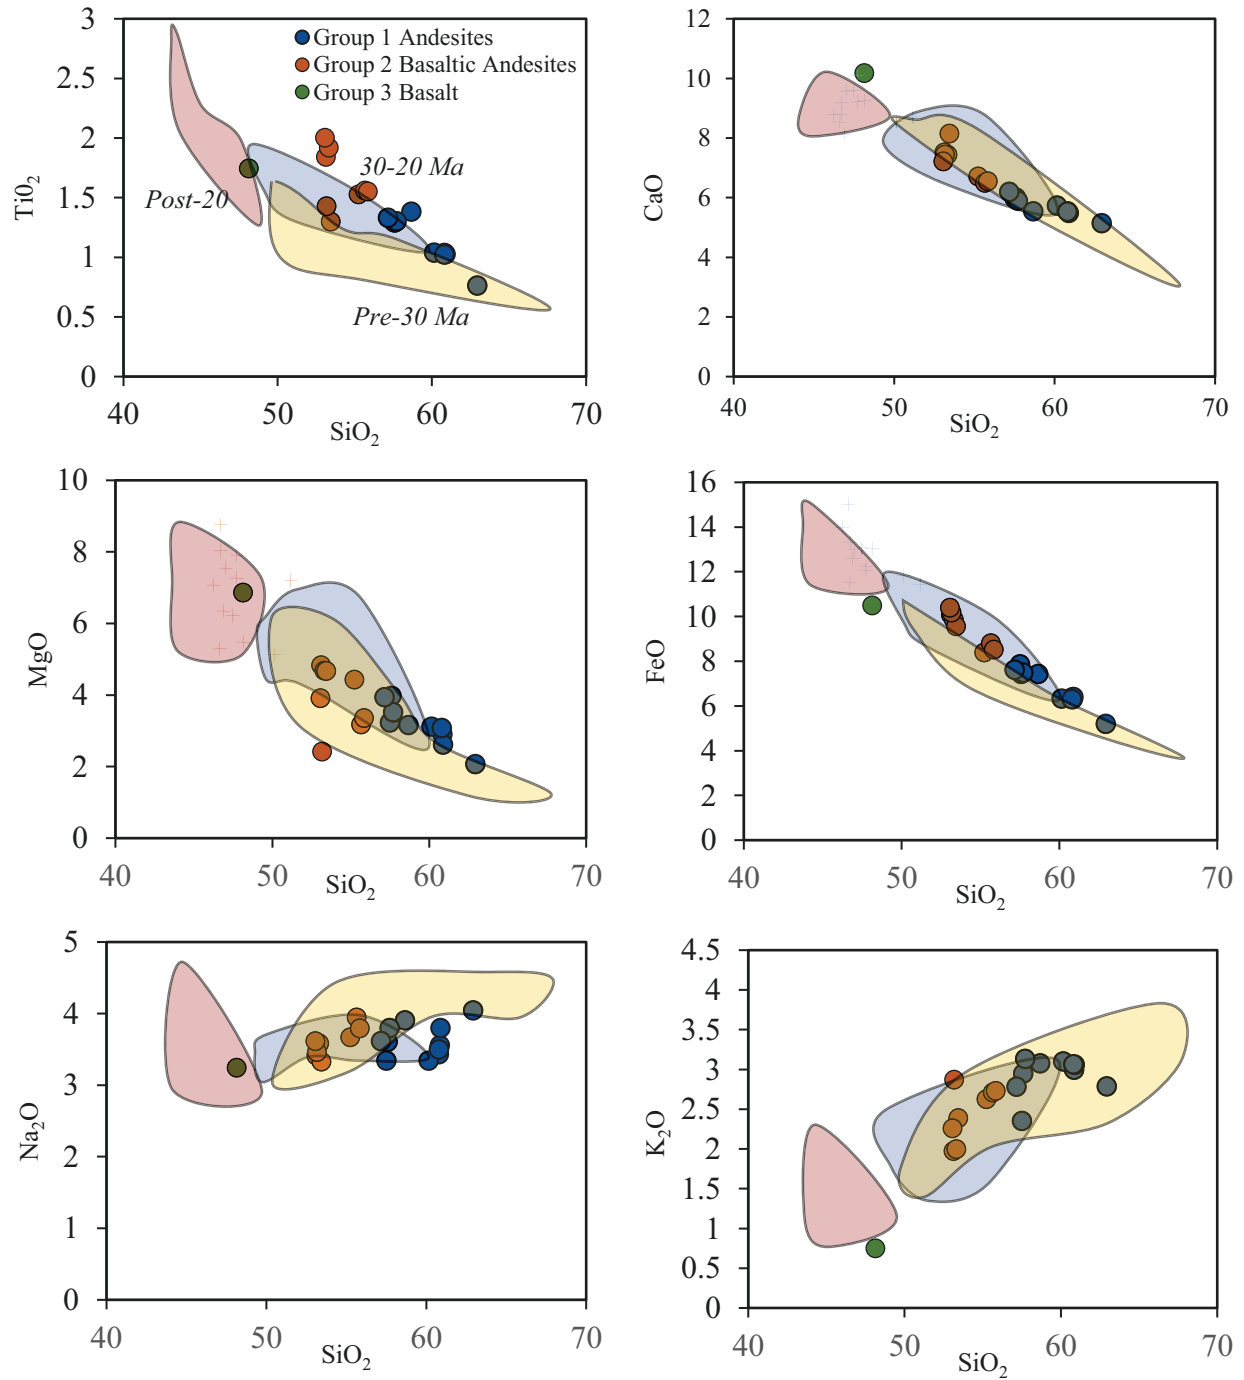 3
2.5
2
1.5
1
0.5
0
Ti0₂
Group 1 Andesites
Group 2 Basaltic Andesites
Group 3 Basalt
30-20 Ma
Post-20
Pre-30 Ma
40 50 60 70
SiO₂
12
10
8
6
4
2
0
CaO
40 50 60 70
SiO₂
10
8
6
4
2
0
MgO
40 50 60 70
SiO₂
16
14
12
10
8
6
4
2
0
FeO
40 50 60 70
SiO₂
5
4
3
2
1
0
Na₂O
40 50 60 70
SiO₂
4.5
4
3.5
3
2.5
2
1.5
1
0.5
0
K₂O
40 50 60 70
SiO₂